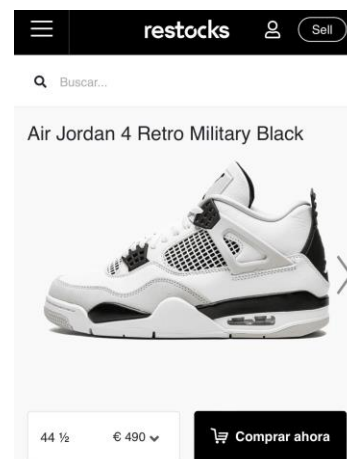 restocks
Sell
Buscar...
Air Jordan 4 Retro Military Black
44 ½ € 490
Comprar ahora